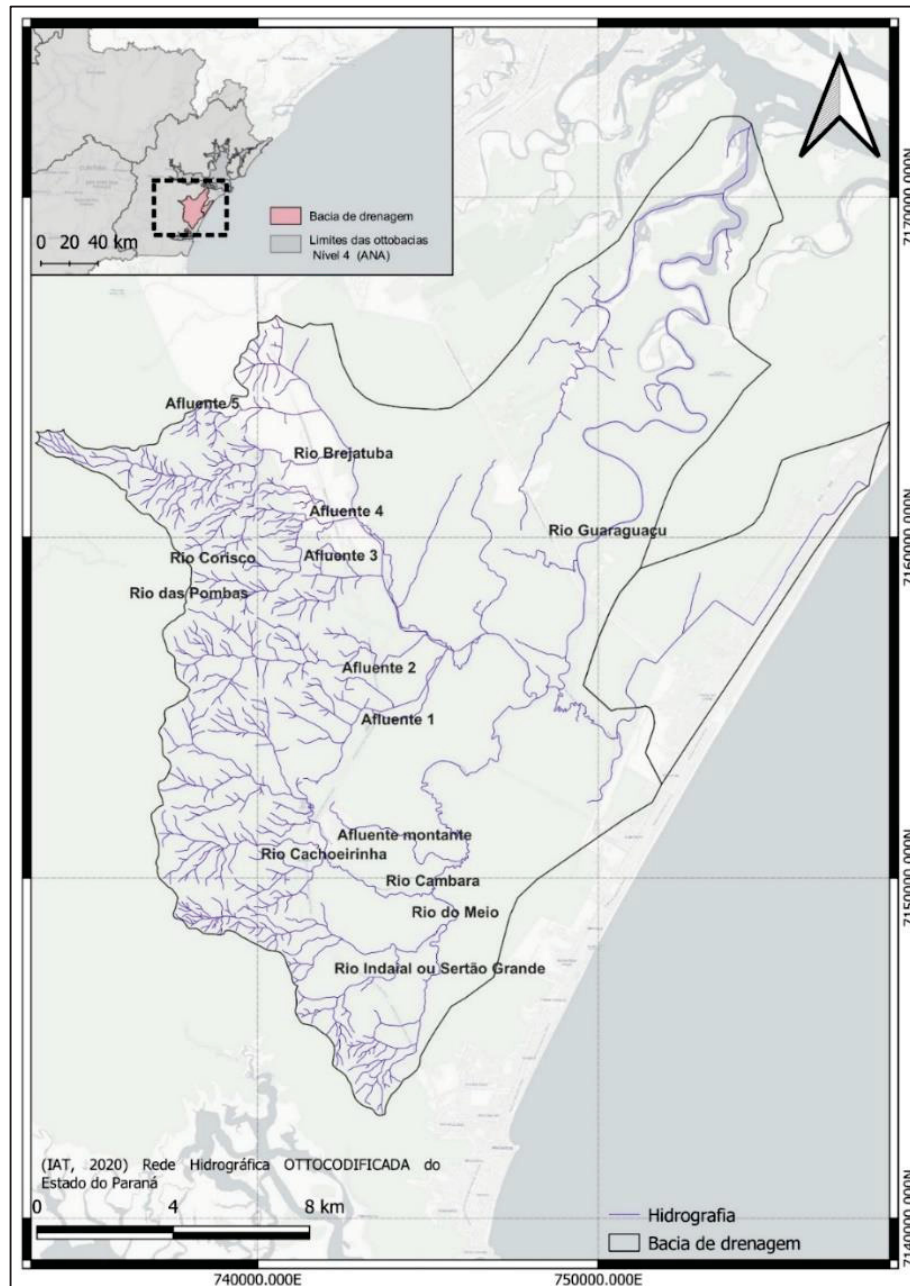 0 20 40 km
Bacia de drenagem
Limites das ottobacias
Nível 4 (ANA)
7170000.000N
Afluente 5
Rio Brejatuba
Afluente 4
Rio Guaraguaçu
7160000.000N
Afluente 3
Rio Corisco
Rio das Pombas
Afluente 2
Afluente 1
Afluente montante
Rio Cachoeirinha
Rio Cambara
7150000.000N
Rio do Meio
Rio Indaial ou Sertão Grande
(IAT, 2020) Rede Hidrográfica OTTOCODIFICADA do
Estado do Paraná
0 4 8 km
Hidrografia
Bacia de drenagem
7140000.000N
740000.000E
750000.000E